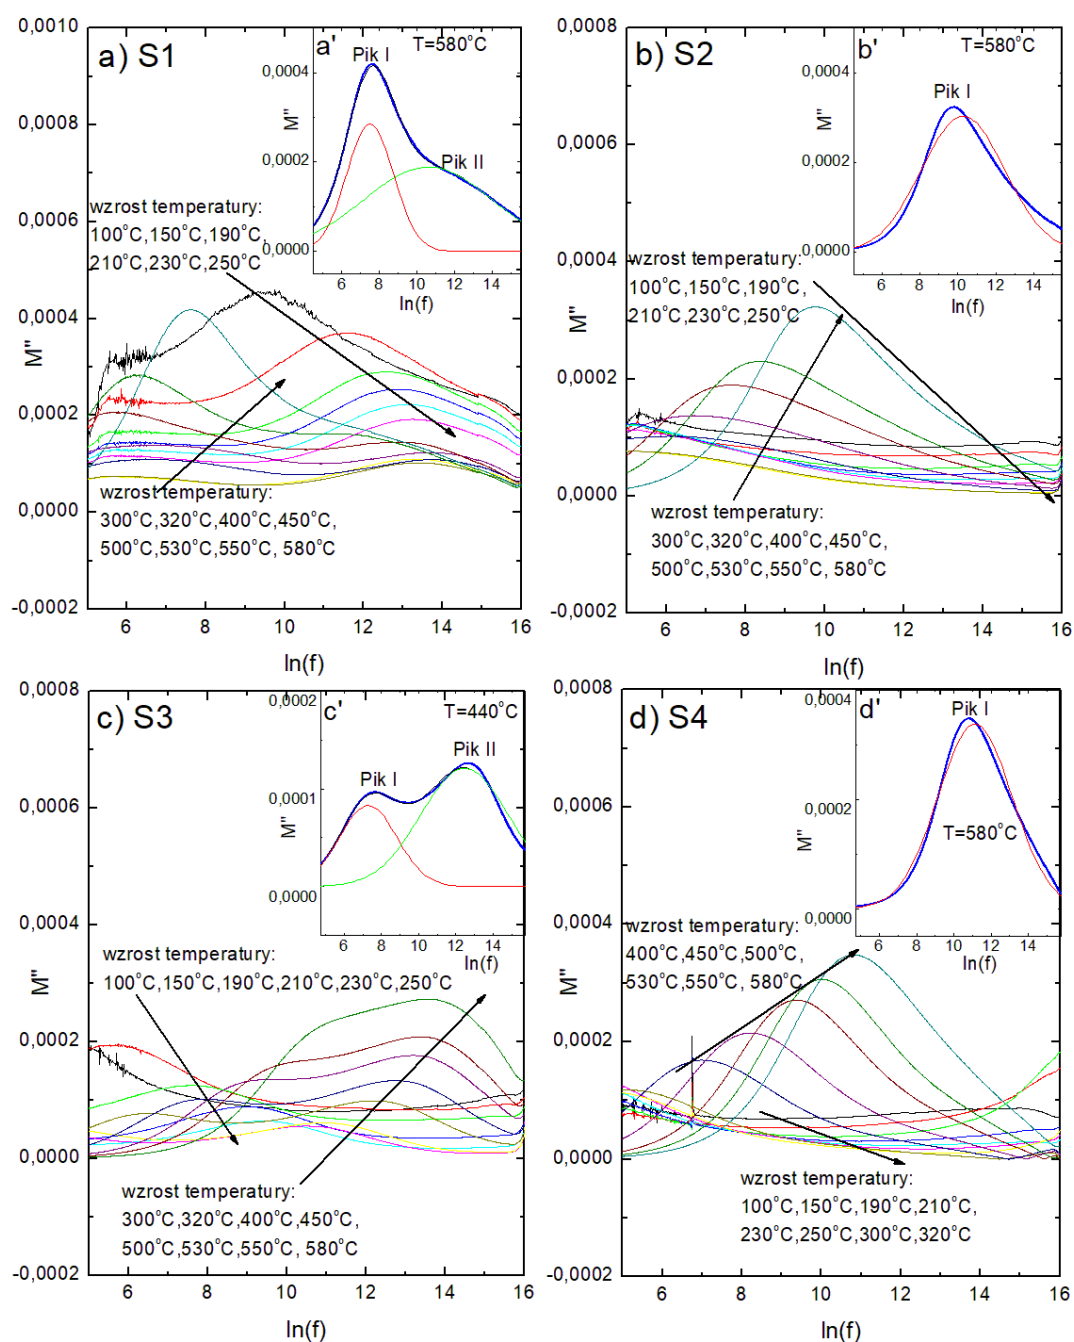 a) S1
0,0010
0,0008
0,0006
0,0004
0,0002
0,0000
-0,0002
M"
6 8 10 12 14 16
ln(f)
wzrost temperatury:
100°C,150°C,190°C,
210°C,230°C,250°C
wzrost temperatury:
300°C,320°C,400°C,450°C,
500°C,530°C,550°C, 580°C
a'
T=580°C
Pik I
Pik II
0,0004
0,0002
0,0000
M"
6 8 10 12 14
ln(f)
b) S2
0,0008
0,0006
0,0004
0,0002
0,0000
-0,0002
M"
6 8 10 12 14 16
ln(f)
wzrost temperatury:
100°C,150°C,190°C,
210°C,230°C,250°C
wzrost temperatury:
300°C,320°C,400°C,450°C,
500°C,530°C,550°C, 580°C
b'
T=580°C
Pik I
0,0004
0,0002
0,0000
M"
6 8 10 12 14
ln(f)
c) S3
0,0008
0,0006
0,0004
0,0002
0,0000
-0,0002
M"
6 8 10 12 14 16
ln(f)
wzrost temperatury:
100°C,150°C,190°C,210°C,230°C,250°C
wzrost temperatury:
300°C,320°C,400°C,450°C,
500°C,530°C,550°C, 580°C
c'
T=440°C
Pik I
Pik II
0,0002
0,0001
0,0000
M"
6 8 10 12 14
ln(f)
d) S4
0,0008
0,0006
0,0004
0,0002
0,0000
-0,0002
M"
6 8 10 12 14 16
ln(f)
wzrost temperatury:
400°C,450°C,500°C,
530°C,550°C, 580°C
wzrost temperatury:
100°C,150°C,190°C,210°C,
230°C,250°C,300°C,320°C
d'
Pik I
T=580°C
0,0004
0,0002
0,0000
M"
6 8 10 12 14
ln(f)